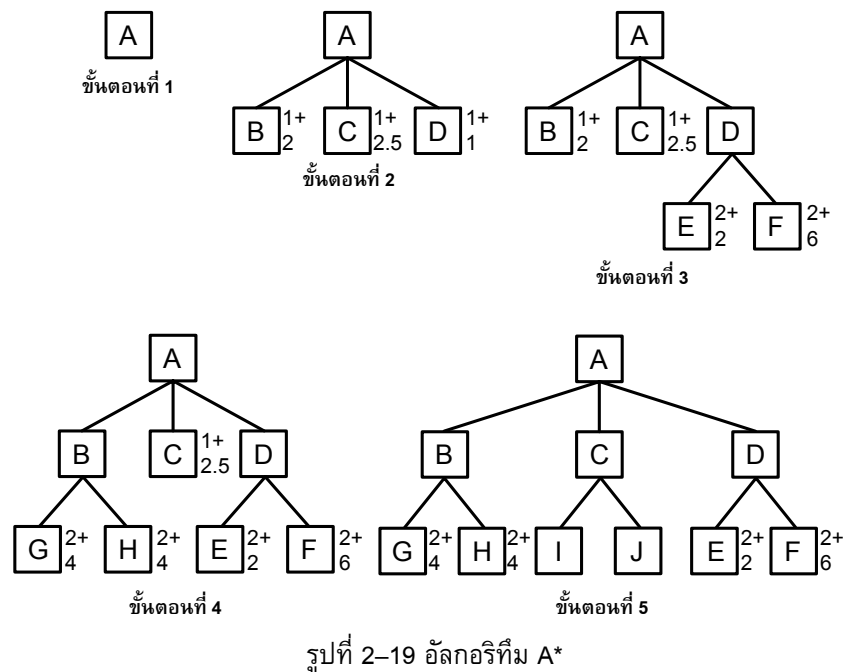 A A A
B 1+ 2 C 1+ 2.5 D 1+ 1 B 1+ 2 C 1+ 2.5 D
ขั้นตอนที่ 1
ขั้นตอนที่ 2
E 2+ 2 F 2+ 6
ขั้นตอนที่ 3
A A
B C 1+ 2.5 D B C D
G 2+ 4 H 2+ 4 E 2+ 2 F 2+ 6 G 2+ 4 H 2+ 4 I J E 2+ 2 F 2+ 6
ขั้นตอนที่ 4 ขั้นตอนที่ 5
รูปที่ 2–19 อัลกอริทึม A*